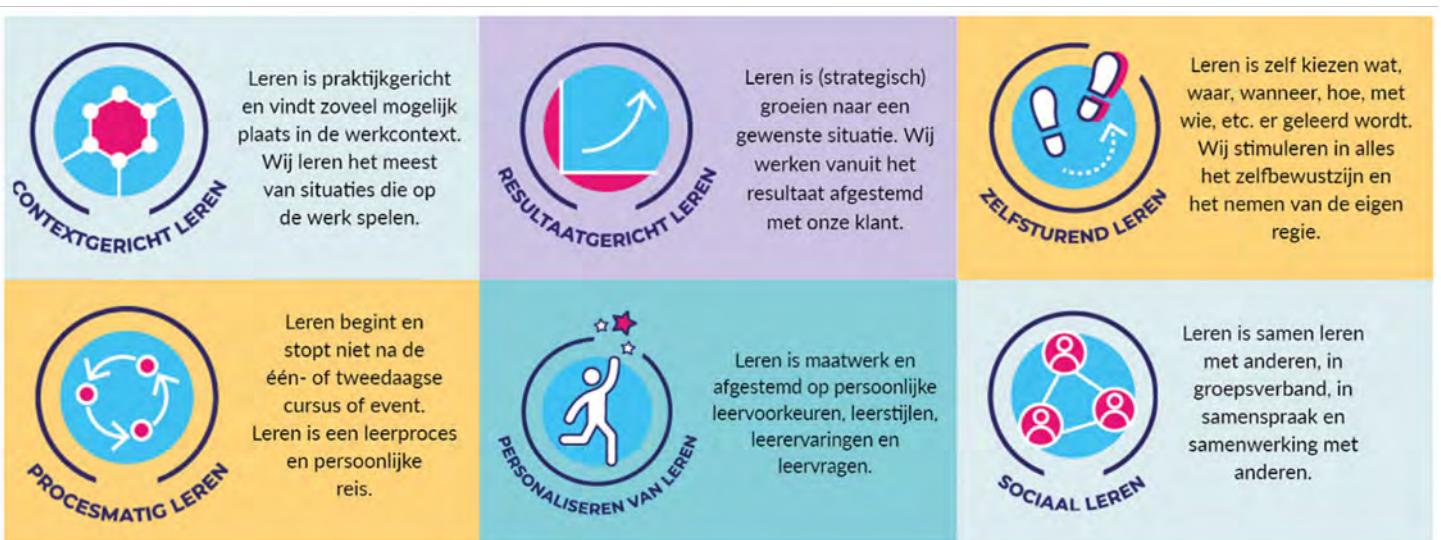 Leren is praktijkgericht
en vindt zoveel mogelijk
plaats in de werkcontext.
Wij leren het meest
van situaties die op
de werk spelen.
CONTEXTGERICHT LEREN
Leren is (strategisch)
groeien naar een
gewenste situatie. Wij
werken vanuit het
resultaat afgestemd
met onze klant.
RESULTAATGERICHT LEREN
Leren is zelf kiezen wat,
waar, wanneer, hoe, met
wie, etc. er geleerd wordt.
Wij stimuleren in alles
het zelfbewustzijn en
het nemen van de eigen
regie.
ZELFSTUREND LEREN
Leren begint en
stopt niet na de
één- of tweedaagse
cursus of event.
Leren is een leerproces
en persoonlijke
reis.
PROCESMATIG LEREN
Leren is maatwerk en
afgestemd op persoonlijke
leervoorkeuren, leerstijlen,
leerervaringen en
leervragen.
PERSONALISEREN VAN LEREN
Leren is samen leren
met anderen, in
groepsverband, in
samenspraak en
samenwerking met
anderen.
SOCIAAL LEREN